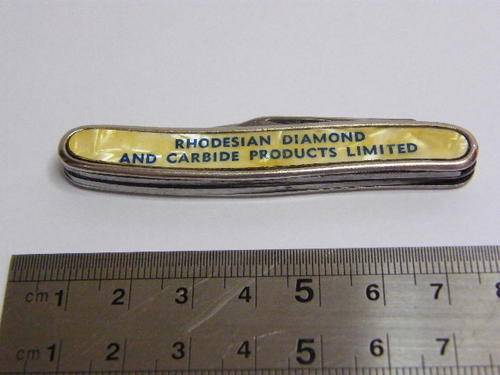 RHODESIAN DIAMOND
AND CARBIDE PRODUCTS LIMITED
cm 1 2 3 4 5 6 7 8
cm 1 2 3 4 5 6 7